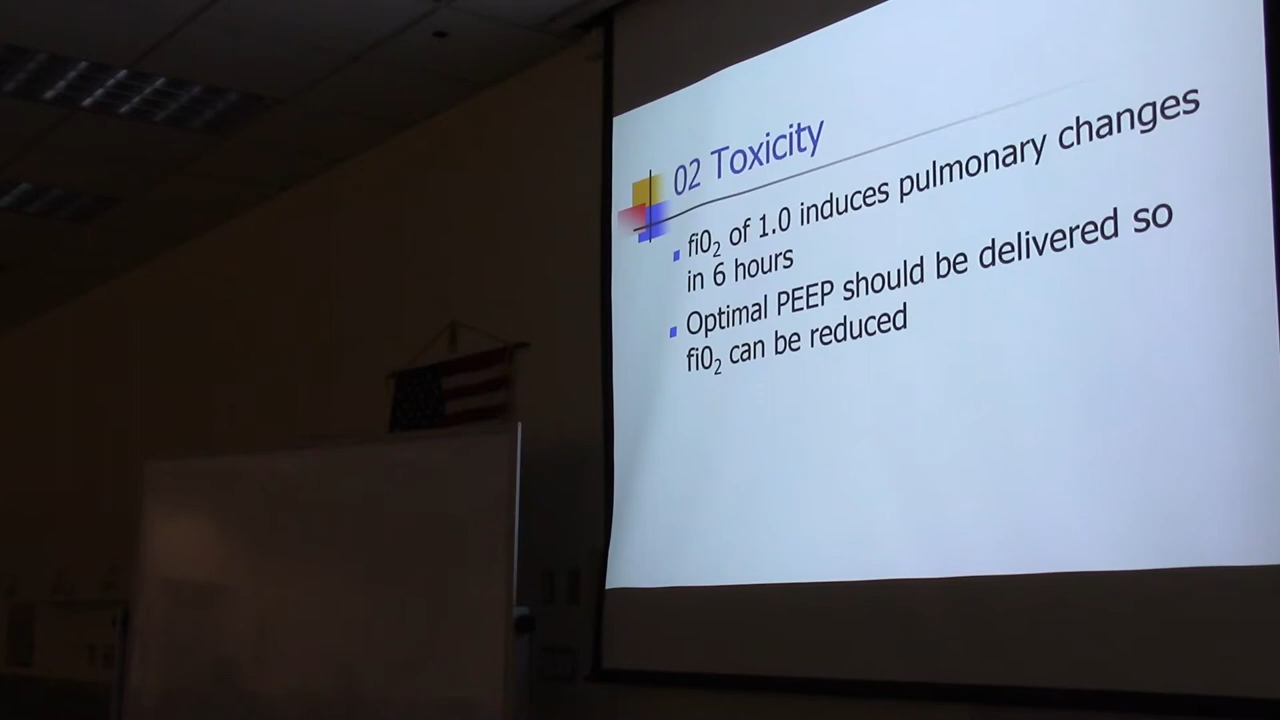 02 Toxicity
fi0₂ of 1.0 induces pulmonary changes
in 6 hours
Optimal PEEP should be delivered so
fi0₂ can be reduced